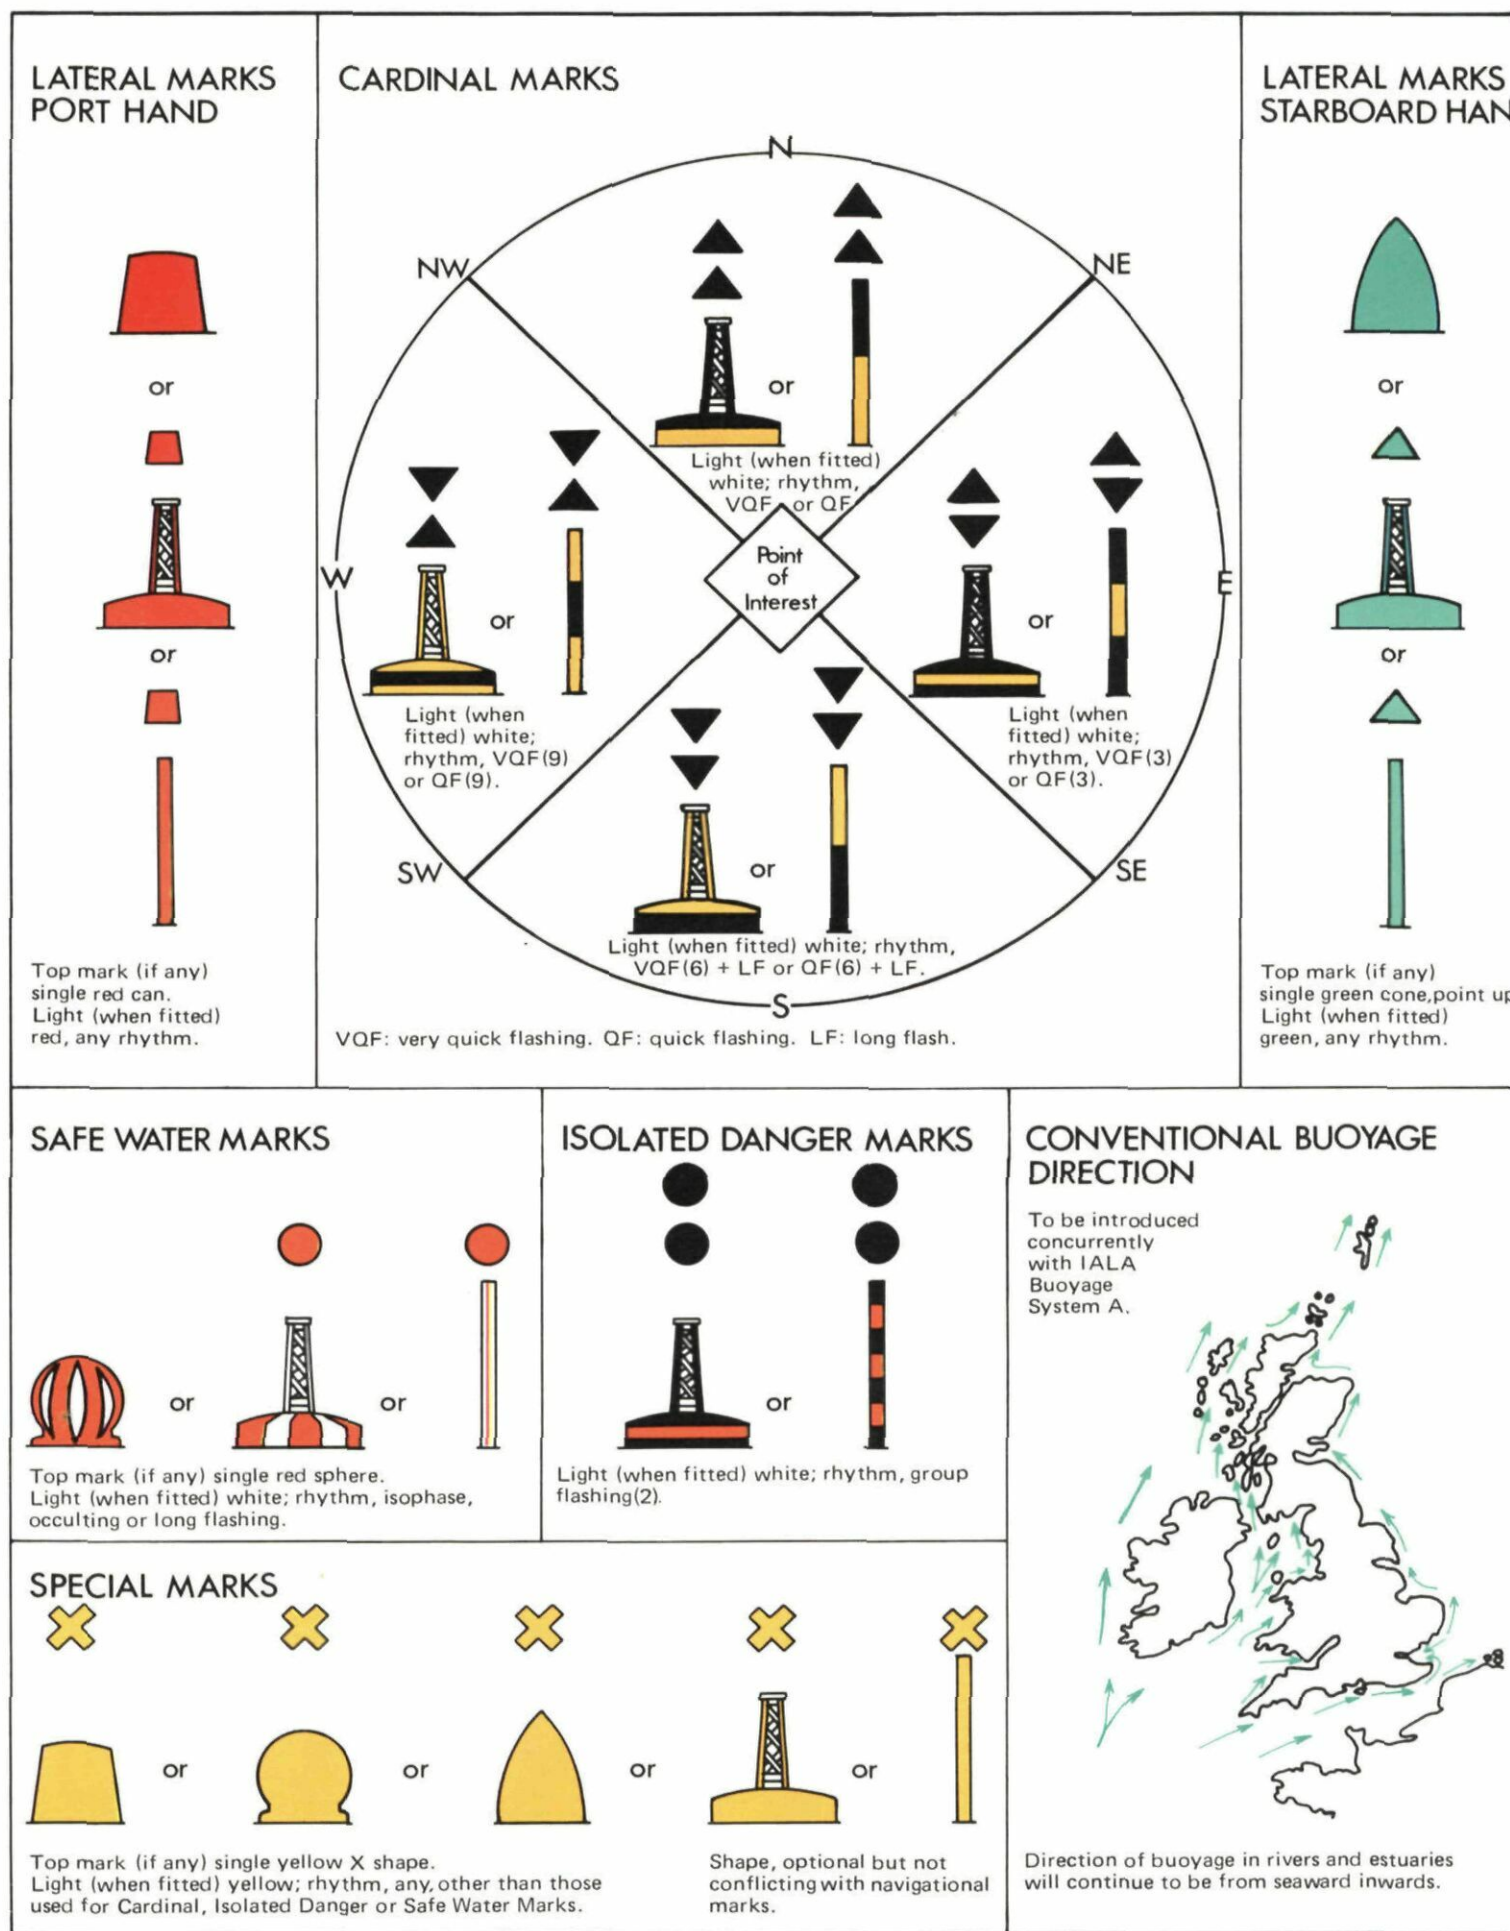 LATERAL MARKS
PORT HAND
or
or
Top mark (if any)
single red can.
Light (when fitted)
red, any rhythm.
CARDINAL MARKS
N
NW
NE
or
Light (when fitted)
white; rhythm,
VQF or QF
W
Point
of
Interest
E
or
Light (when
fitted) white;
rhythm, VQF(9)
or QF(9).
or
Light (when
fitted) white;
rhythm, VQF(3)
or QF(3).
SW
or
SE
Light (when fitted) white; rhythm,
VQF(6) + LF or QF(6) + LF.
S
VQF: very quick flashing. QF: quick flashing. LF: long flash.
LATERAL MARKS
STARBOARD HAN
or
or
Top mark (if any)
single green cone,point up
Light (when fitted)
green, any rhythm.
SAFE WATER MARKS
or
or
Top mark (if any) single red sphere.
Light (when fitted) white; rhythm, isophase,
occulting or long flashing.
ISOLATED DANGER MARKS
or
Light (when fitted) white; rhythm, group
flashing(2).
CONVENTIONAL BUOYAGE
DIRECTION
To be introduced
concurrently
with IALA
Buoyage
System A.
Direction of buoyage in rivers and estuaries
will continue to be from seaward inwards.
SPECIAL MARKS
or
or
or
or
Top mark (if any) single yellow X shape.
Light (when fitted) yellow; rhythm, any, other than those
used for Cardinal, Isolated Danger or Safe Water Marks.
Shape, optional but not
conflicting with navigational
marks.